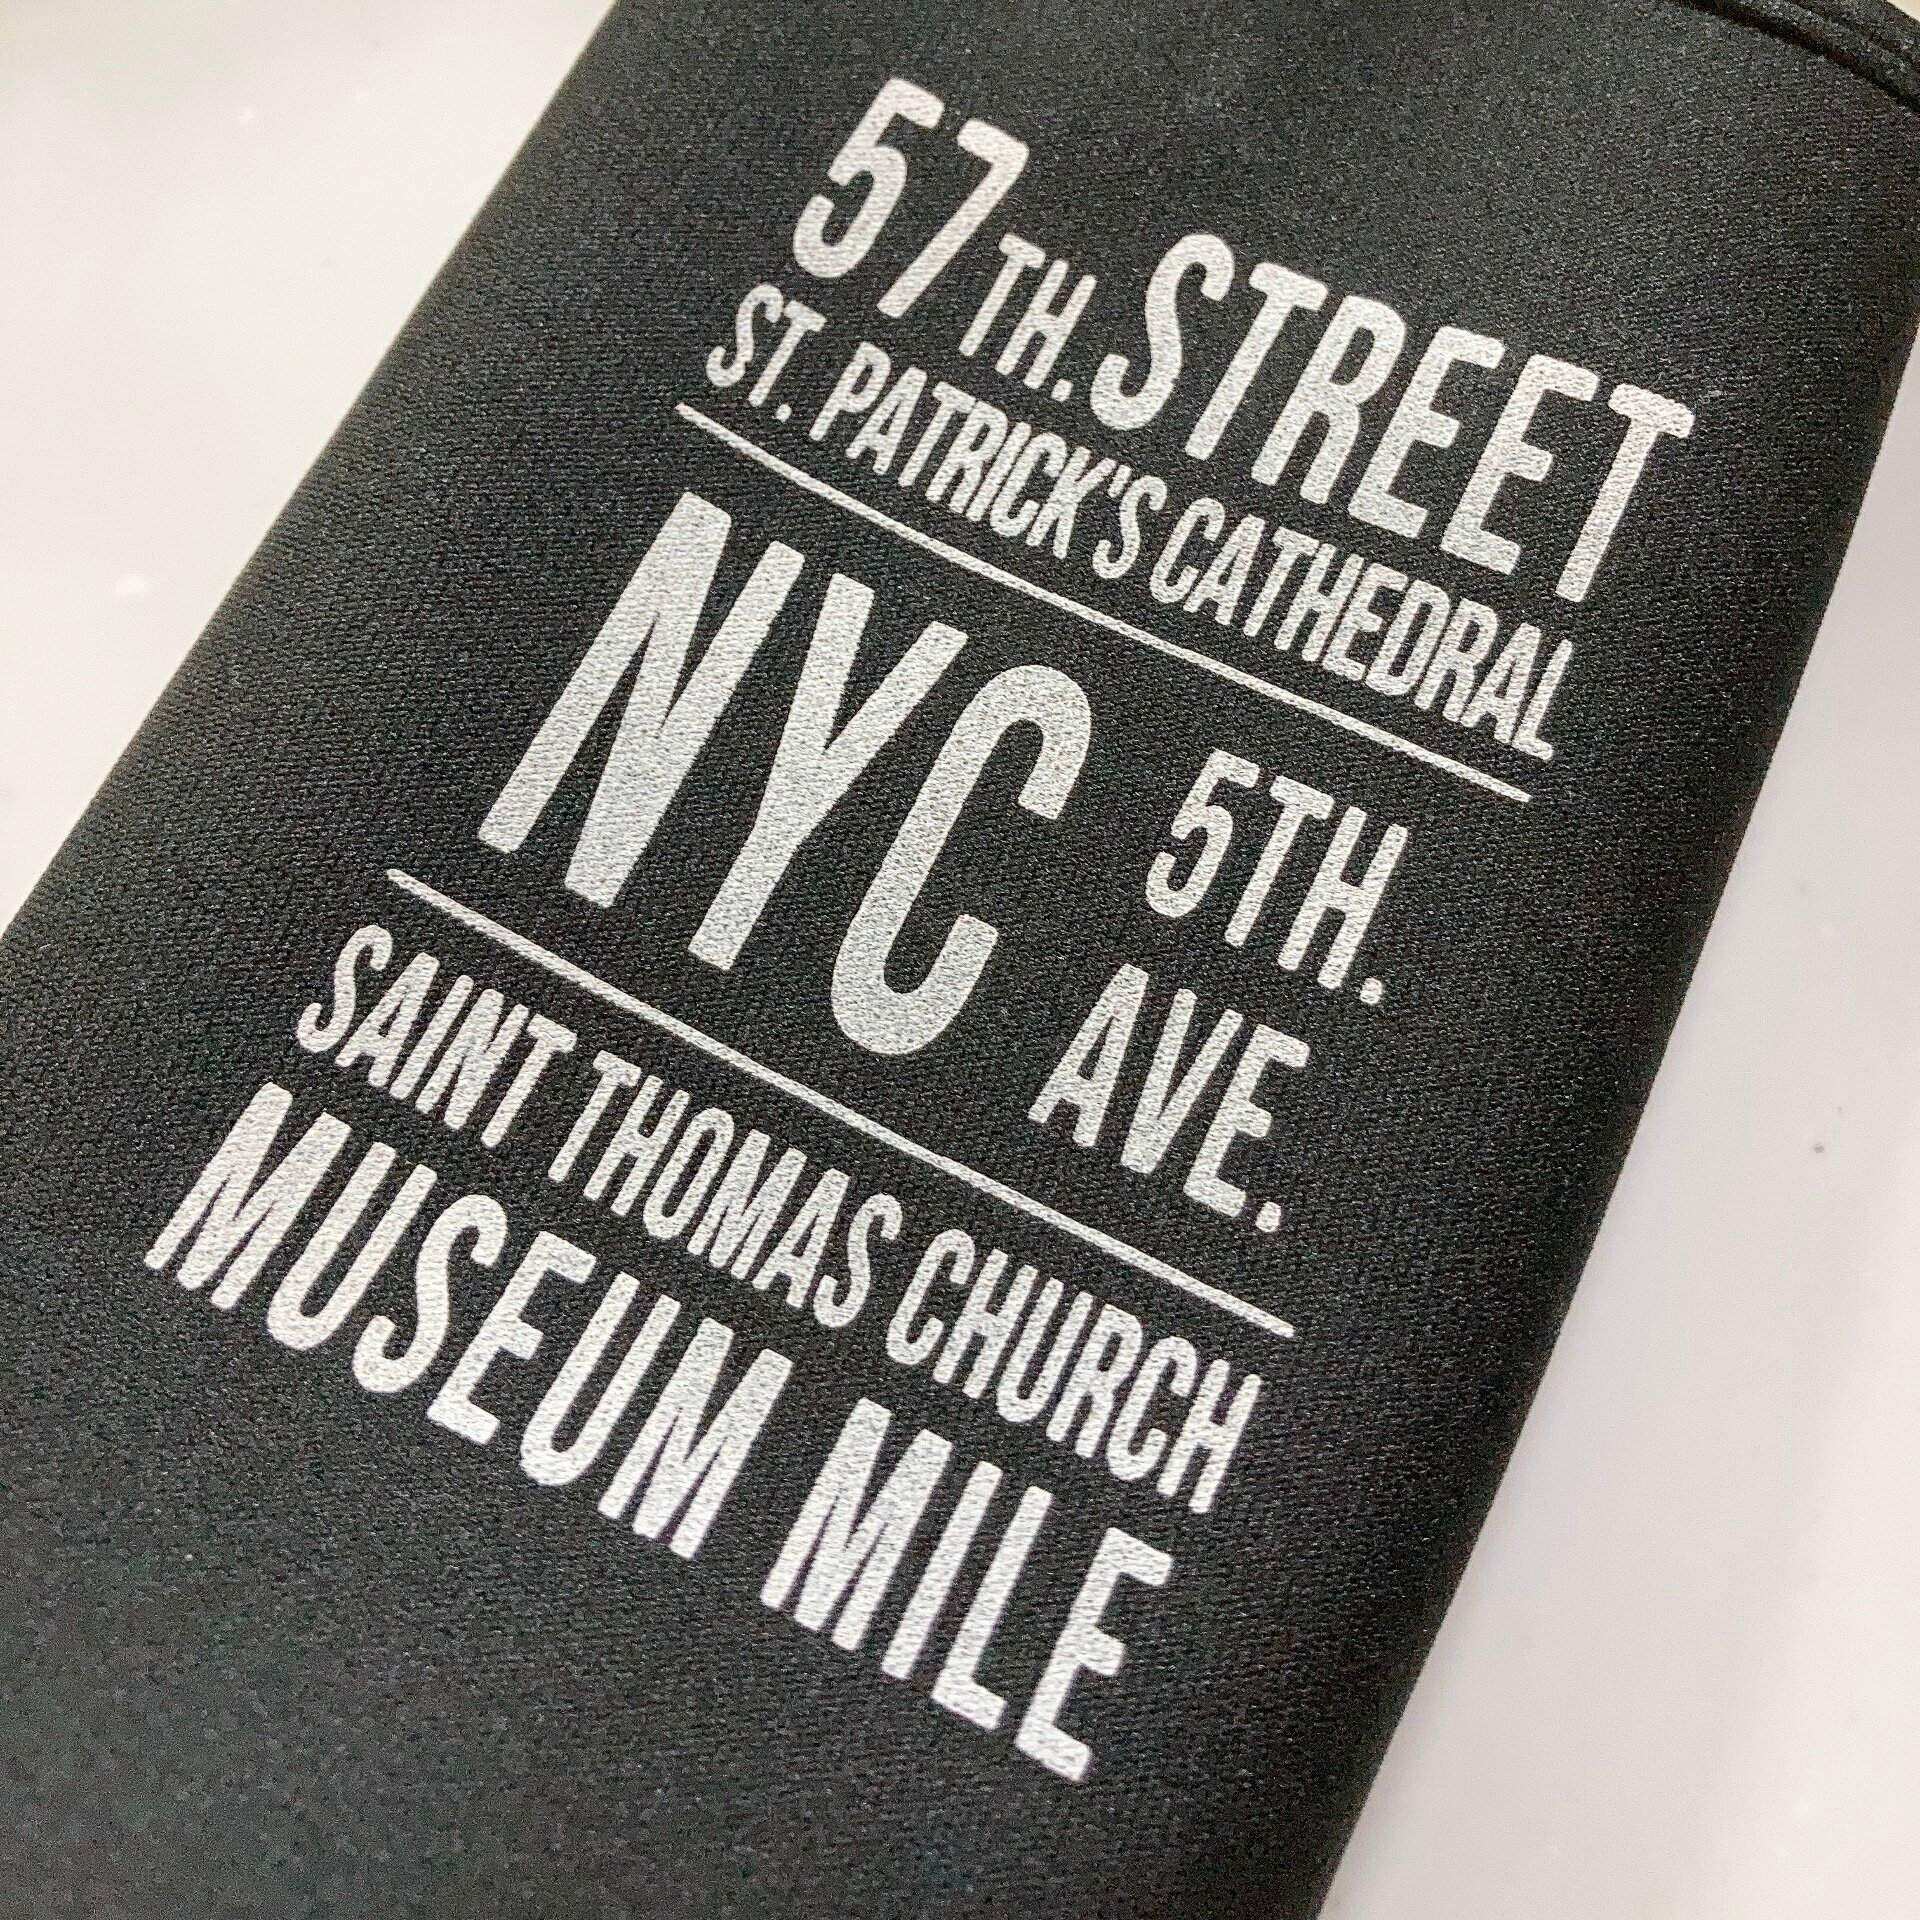 57TH. STREET
ST. PATRICK'S CATHEDRAL
NYC 5TH. AVE.
SAINT THOMAS CHURCH
MUSEUM MILE